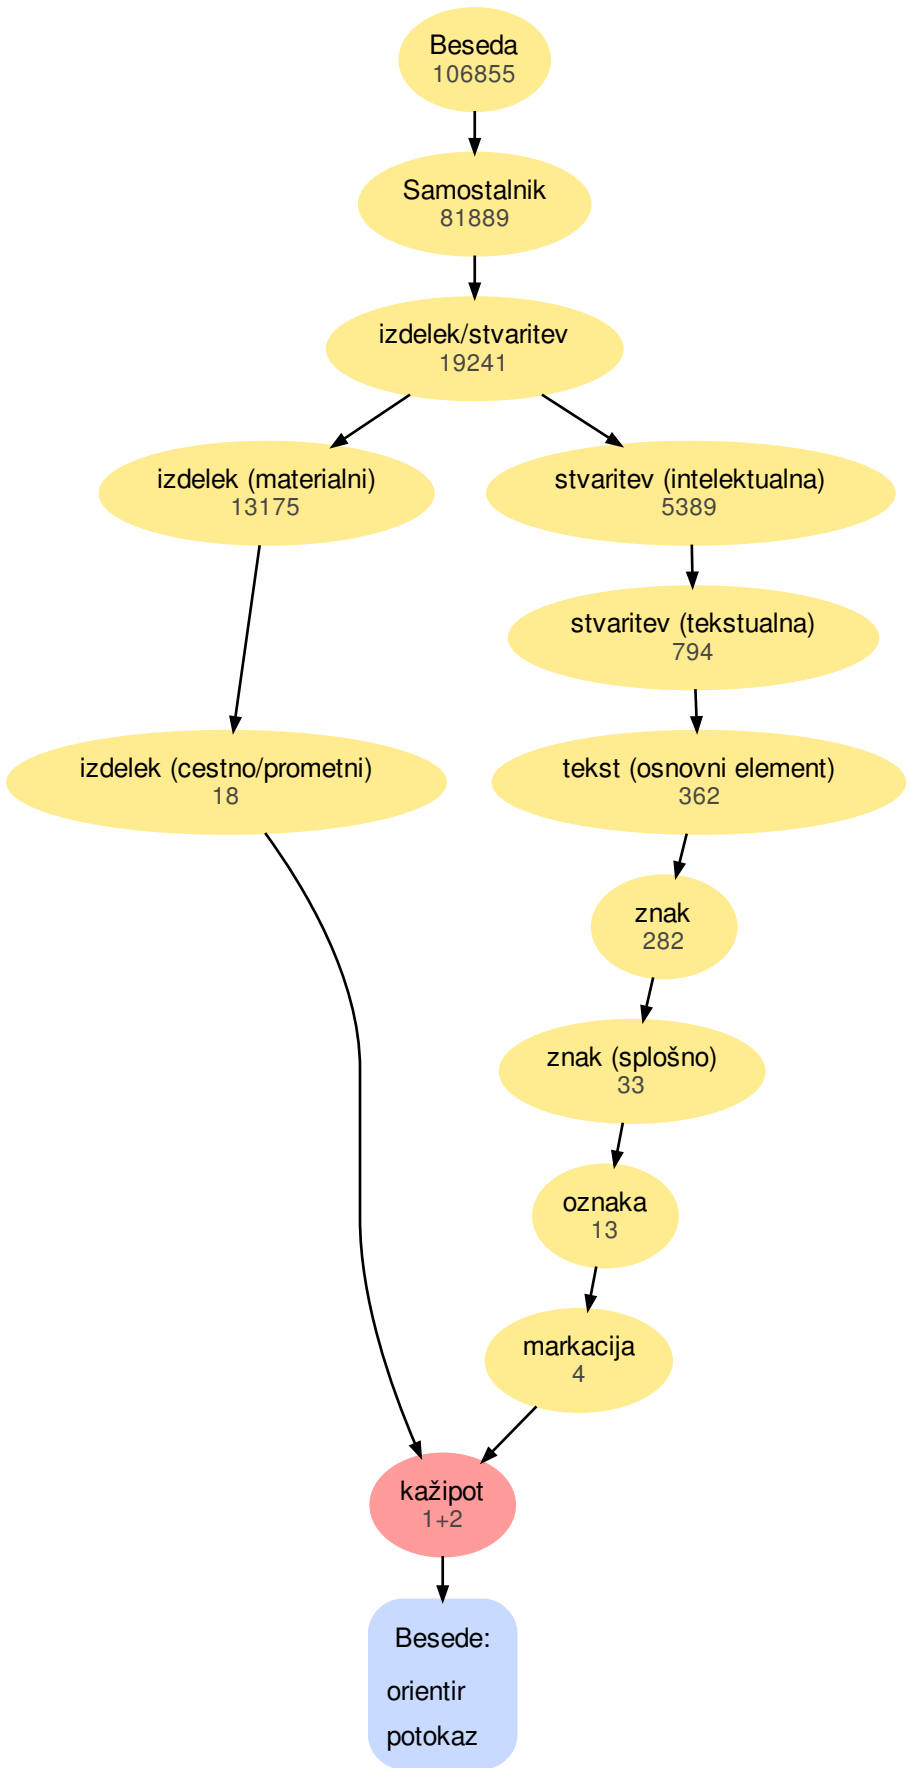 Beseda
106855
Samostalnik
81889
izdelek/stvaritev
19241
izdelek (materialni)
13175
stvaritev (intelektualna)
5389
stvaritev (tekstualna)
794
izdelek (cestno/prometni)
18
tekst (osnovni element)
362
znak
282
znak (splošno)
33
oznaka
13
markacija
4
kažipot
1+2
Besede:
orientir
potokaz